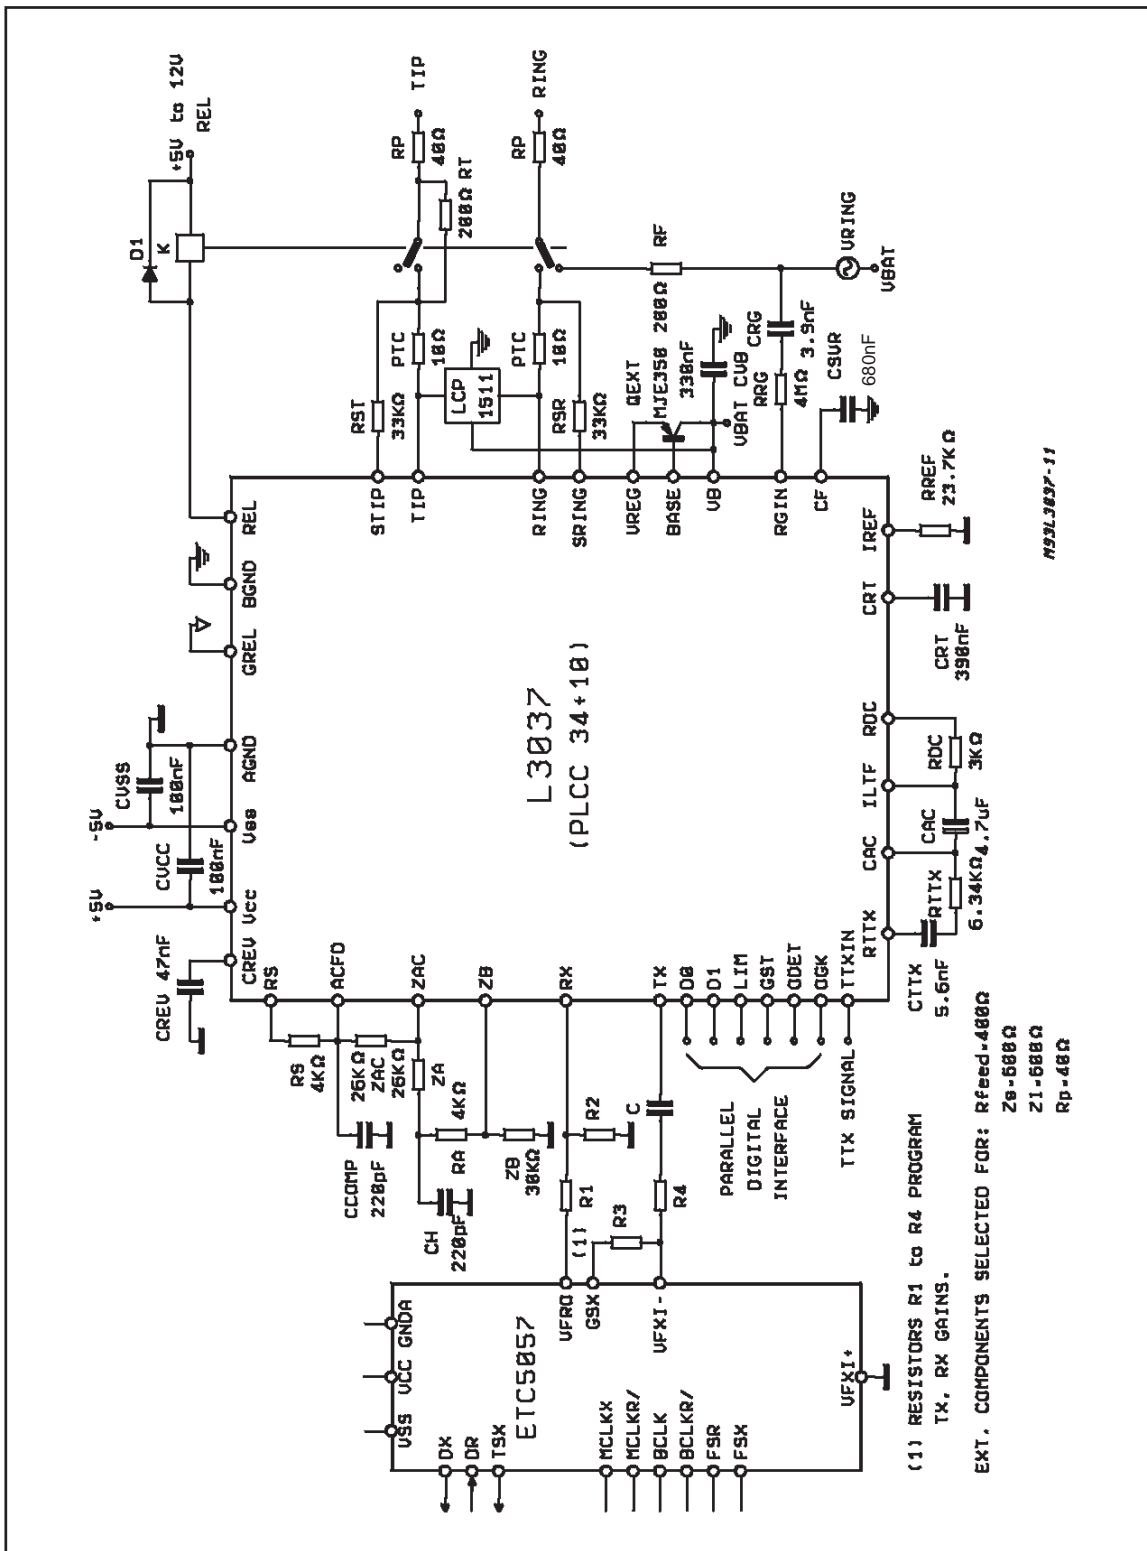 +5V to 12V
REL
D1
K
TIP
RING
RP
40Ω
RT
200Ω
RP
40Ω
RF
200Ω
VRING
VBAT
PTC
10Ω
PTC
10Ω
LCP
1511
RST
33KΩ
RSR
33KΩ
QEXT
MJE350
330nF
CVB
VBAT
CRG
3.9nF
RRG
4MΩ
CSVR
680nF
REL
BGND
GREL
AGND
Vss
Vcc
CREV
STIP
TIP
RING
SRING
VREG
BASE
VB
RGIN
CF
IREF
CRT
RDC
ILTF
CAC
RTTX
RREF
23.7KΩ
CRT
390nF
RDC
3KΩ
CAC
4.7uF
RTTX
6.34KΩ
CTTX
5.6nF
-5V
CVSS
100nF
+5V
CVCC
100nF
CREV 47nF
L3037
(PLCC 34+10)
RS
ACFD
ZAC
ZB
RX
TX
D0
D1
LIM
GST
ODET
OGK
TTXIN
RS
4KΩ
26KΩ
ZAC
26KΩ
ZA
4KΩ
RA
ZB
30KΩ
CCOMP
220pF
CH
220pF
R1
R2
(1)
R3
R4
C
PARALLEL
DIGITAL
INTERFACE
TTX SIGNAL
VSS
VCC
GNDA
VFRO
GSX
VFXI-
VFXI+
ETC5057
DX
DR
TSX
MCLKX
MCLKR/
BCLK
BCLKR/
FSR
FSX
(1) RESISTORS R1 to R4 PROGRAM
TX, RX GAINS.
EXT. COMPONENTS SELECTED FOR: Rfeed=400Ω
Zs=600Ω
Zl=600Ω
Rp=40Ω
M93L3037-11